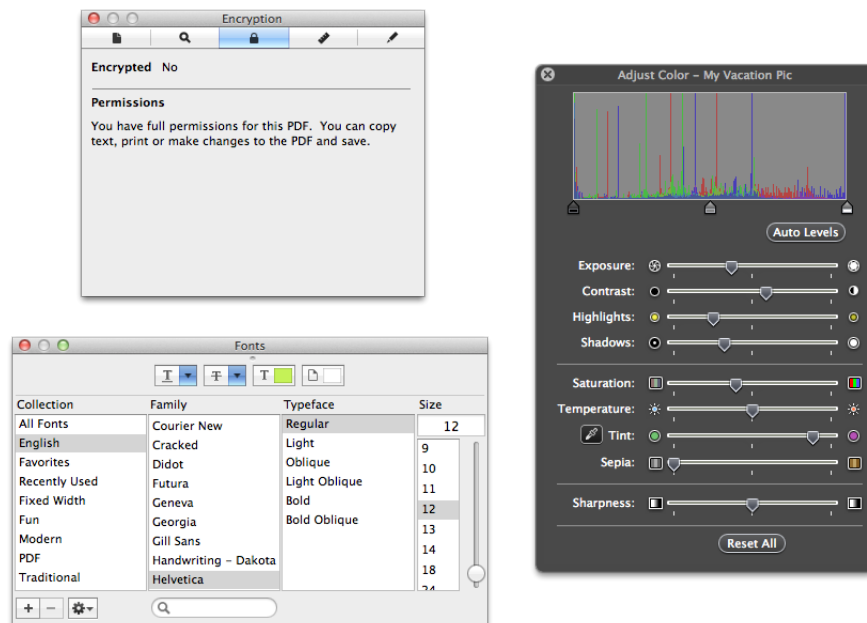 Encryption
Encrypted No
Permissions
You have full permissions for this PDF. You can copy
text, print or make changes to the PDF and save.
Adjust Color – My Vacation Pic
Auto Levels
Exposure:
Contrast:
Highlights:
Shadows:
Saturation:
Temperature:
Tint:
Sepia:
Sharpness:
Reset All
Fonts
T T T
Collection Family Typeface Size
All Fonts Courier New Regular 12
English Cracked Light 9
Favorites Didot Oblique 10
Recently Used Futura Light Oblique 11
Fixed Width Geneva Bold 12
Fun Georgia Bold Oblique 13
Modern Gill Sans 14
PDF Handwriting – Dakota 18
Traditional Helvetica 24